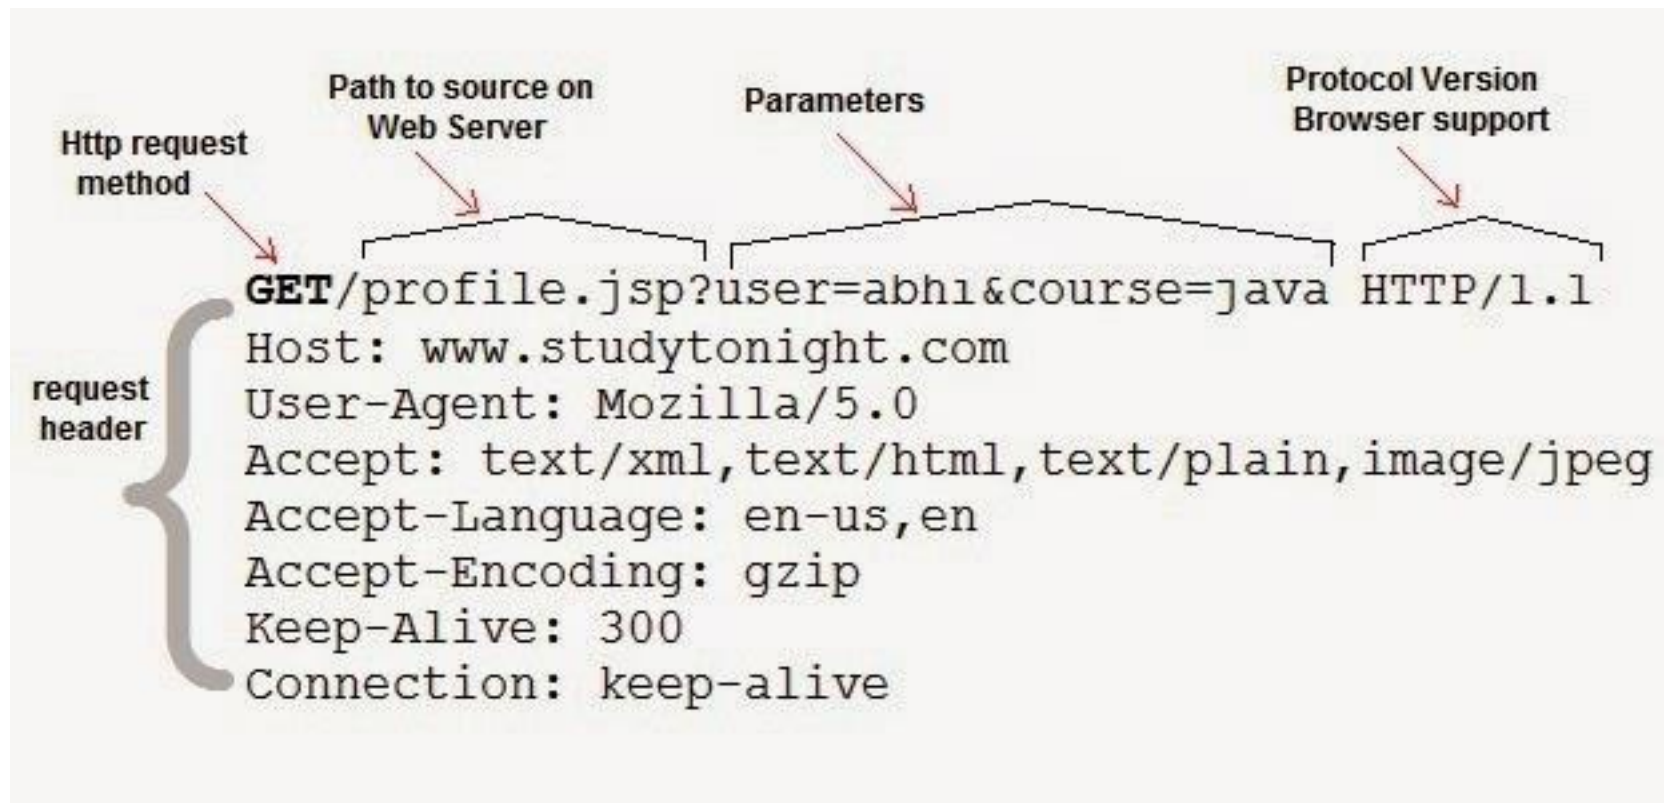 Path to source on
Web Server
Parameters
Protocol Version
Browser support
Http request
method
GET/profile.jsp?user=abhi&course=java HTTP/1.1
Host: www.studytonight.com
User-Agent: Mozilla/5.0
request
header
Accept: text/xml,text/html,text/plain,image/jpeg
Accept-Language: en-us,en
Accept-Encoding: gzip
Keep-Alive: 300
Connection: keep-alive